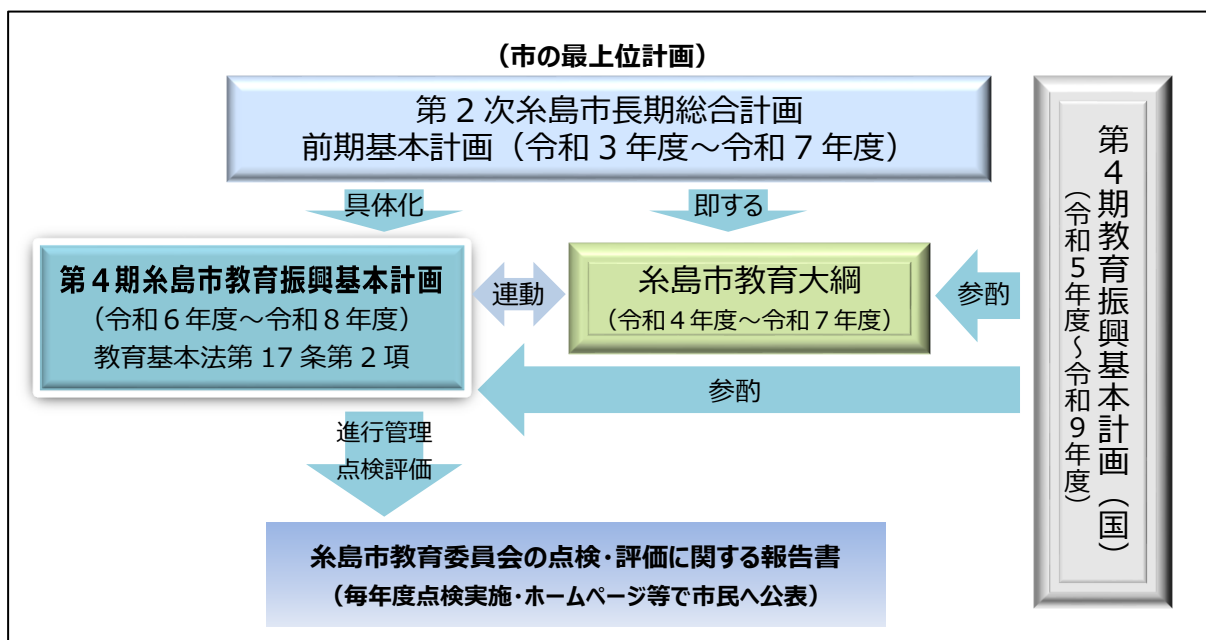 （市の最上位計画）
第２次糸島市長期総合計画
前期基本計画（令和３年度～令和７年度）
具体化
即する
第４期糸島市教育振興基本計画
（令和６年度～令和８年度）
教育基本法第 17 条第２項
連動
糸島市教育大綱
（令和４年度～令和７年度）
参酌
参酌
第４期教育振興基本計画（国）
（令和５年度～令和９年度）
進行管理
点検評価
糸島市教育委員会の点検・評価に関する報告書
（毎年度点検実施・ホームページ等で市民へ公表）